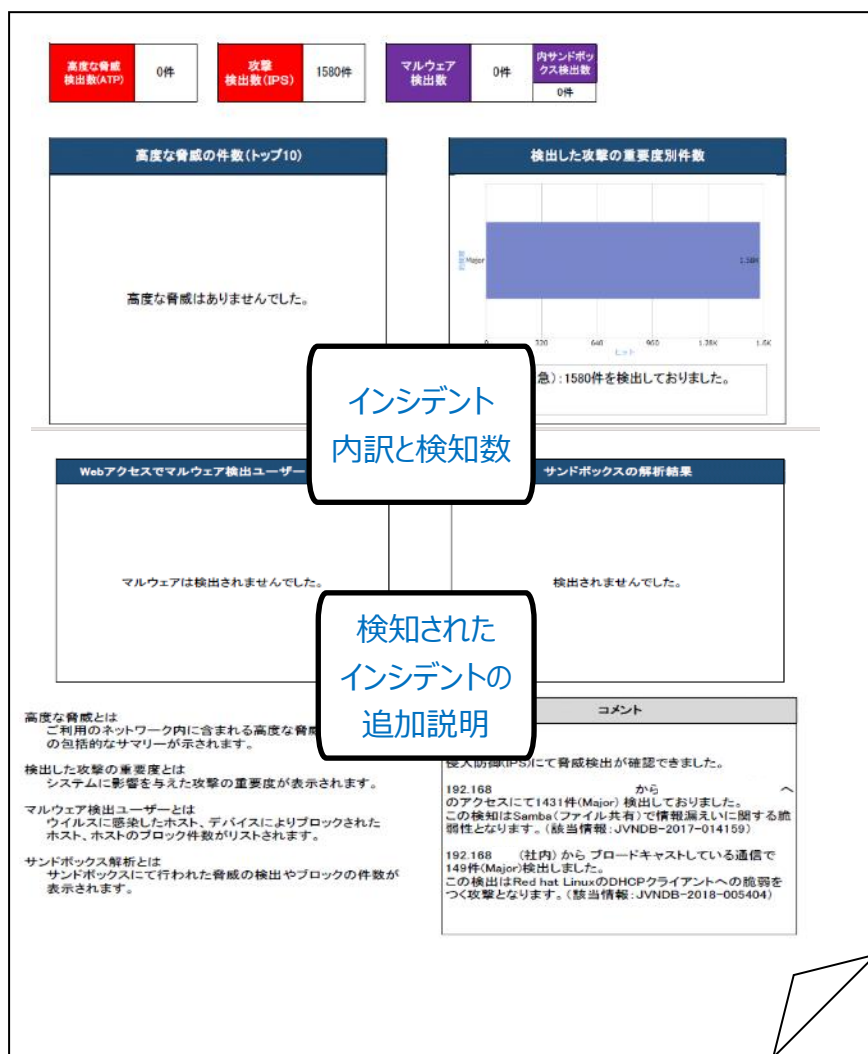 高度な脅威
検出数(ATP)
0件
攻撃
検出数(IPS)
1580件
マルウェア
検出数
0件
内サンドボッ
クス検出数
0件
高度な脅威の件数(トップ10)
高度な脅威はありませんでした。
検出した攻撃の重要度別件数
Major
1.58K
0
320
640
960
1.28K
1.6K
ヒット
急):1580件を検出しておりました。
インシデント
内訳と検知数
Webアクセスでマルウェア検出ユーザー
マルウェアは検出されませんでした。
サンドボックスの解析結果
検出されませんでした。
検知された
インシデントの
追加説明
高度な脅威とは
ご利用のネットワーク内に含まれる高度な脅威
の包括的なサマリーが示されます。
検出した攻撃の重要度とは
システムに影響を与えた攻撃の重要度が表示されます。
マルウェア検出ユーザーとは
ウイルスに感染したホスト、デバイスによりブロックされた
ホスト、ホストのブロック件数がリストされます。
サンドボックス解析とは
サンドボックスにて行われた脅威の検出やブロックの件数が
表示されます。
コメント
侵入防御(IPS)にて脅威検出が確認できました。
192.168 から へ
のアクセスにて1431件(Major) 検出しておりました。
この検知はSamba(ファイル共有)で情報漏えいに関する脆
弱性となります。(該当情報:JVNDB-2017-014159)
192.168 (社内) から ブロードキャストしている通信で
149件(Major)検出しました。
この検出はRed hat LinuxのDHCPクライアントへの脆弱を
つく攻撃となります。(該当情報:JVNDB-2018-005404)